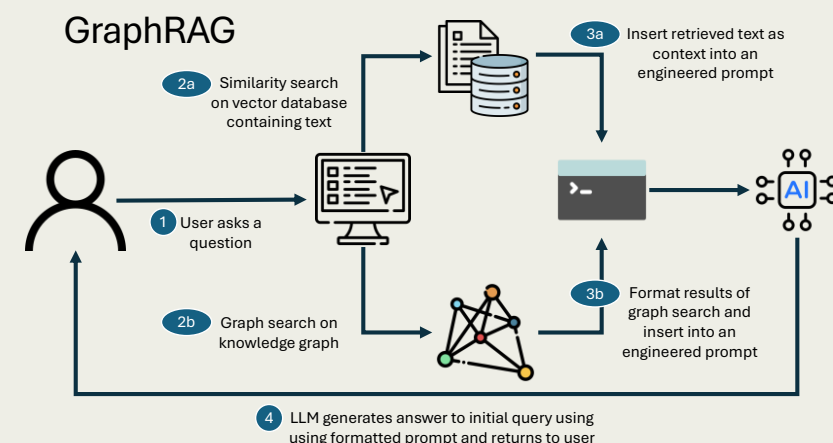 GraphRAG
1
User asks a
question
2a
Similarity search
on vector database
containing text
2b
Graph search on
knowledge graph
3a
Insert retrieved text as
context into an
engineered prompt
>_
3b
Format results of
graph search and
insert into an
engineered prompt
AI
4
LLM generates answer to initial query using
using formatted prompt and returns to user